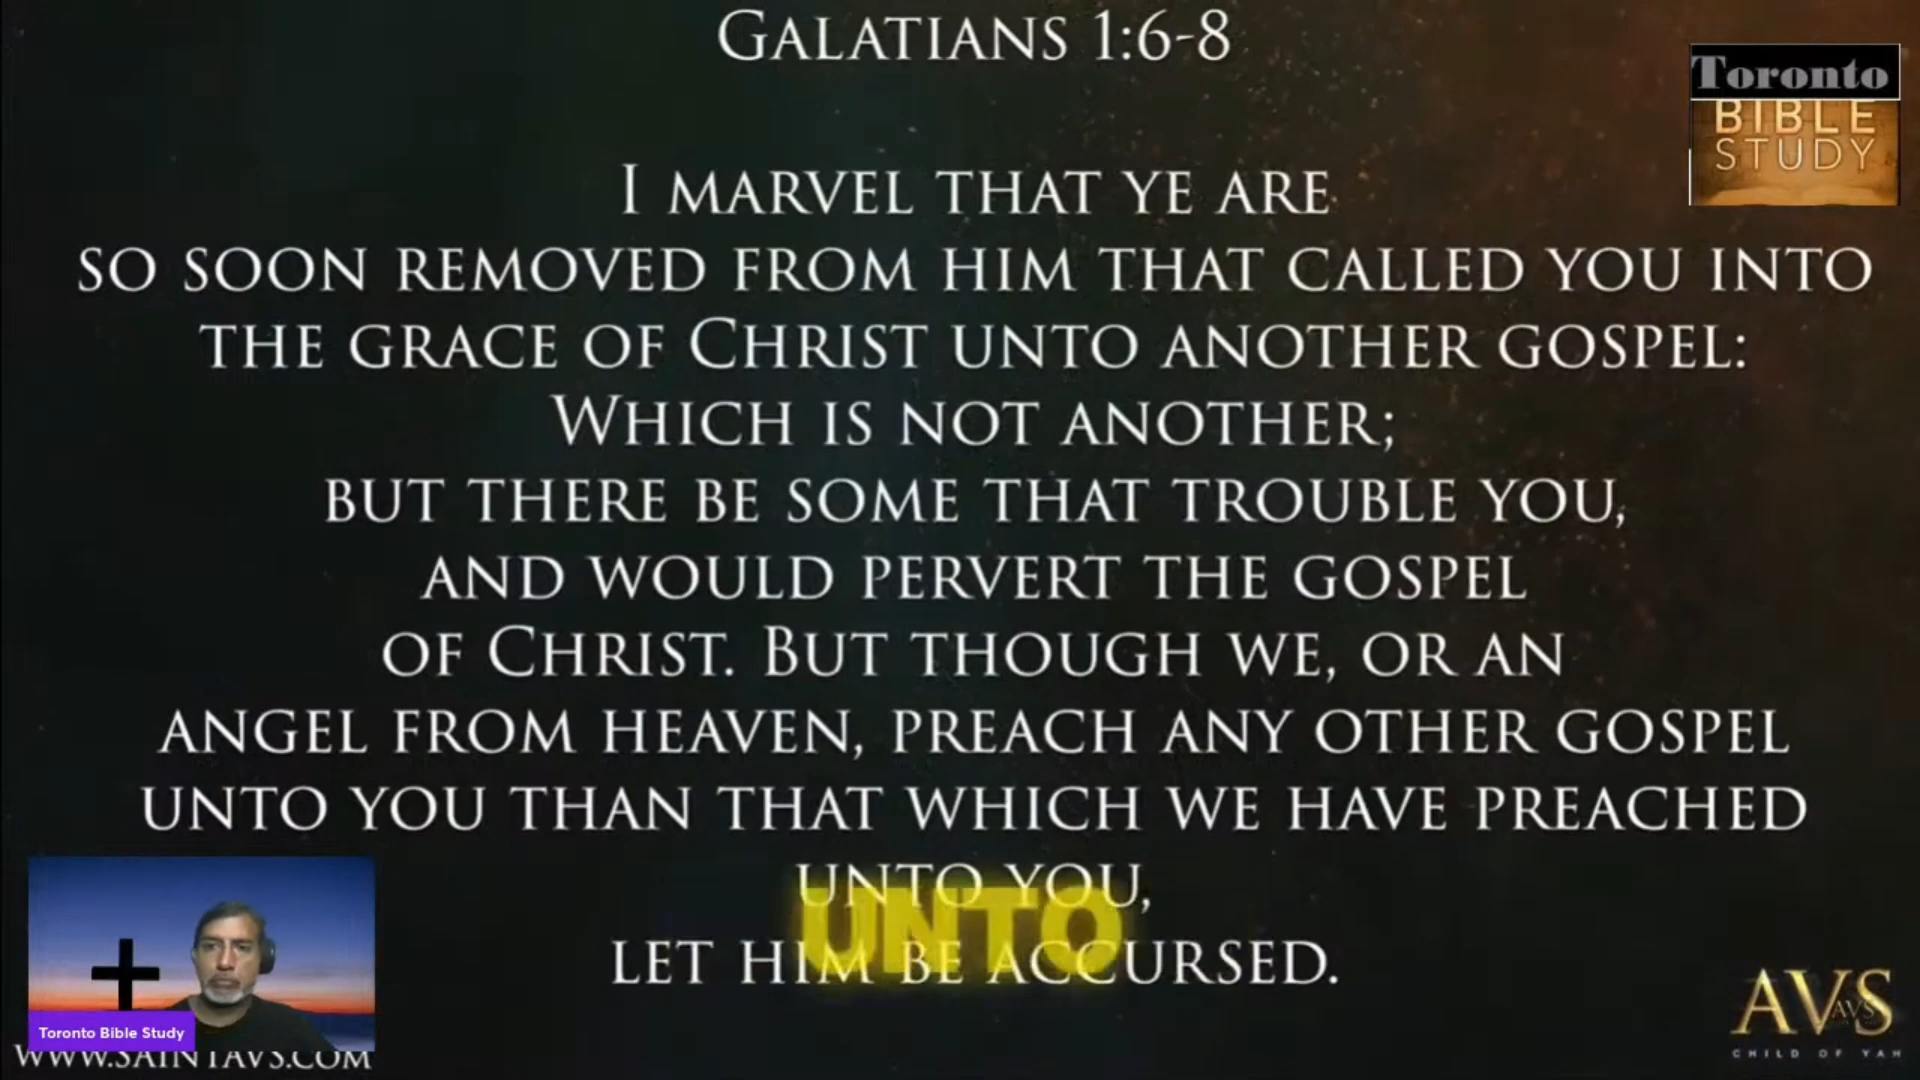 GALATIANS 1:6-8
Toronto
BIBLE
STUDY
I MARVEL THAT YE ARE
SO SOON REMOVED FROM HIM THAT CALLED YOU INTO
THE GRACE OF CHRIST UNTO ANOTHER GOSPEL:
WHICH IS NOT ANOTHER;
BUT THERE BE SOME THAT TROUBLE YOU,
AND WOULD PERVERT THE GOSPEL
OF CHRIST. BUT THOUGH WE, OR AN
ANGEL FROM HEAVEN, PREACH ANY OTHER GOSPEL
UNTO YOU THAN THAT WHICH WE HAVE PREACHED
UNTO YOU,
UNTO
LET HIM BE ACCURSED.
Toronto Bible Study
WWW.SAINTAVS.COM
AVS
AVS
CHILD OF YAH